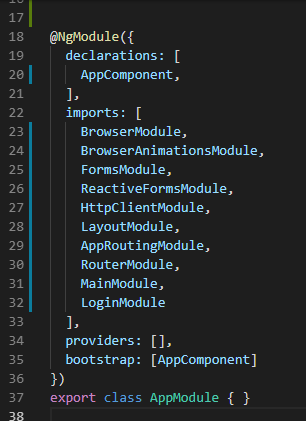 17
18 @NgModule({
19   declarations: [
20     AppComponent,
21   ],
22   imports: [
23     BrowserModule,
24     BrowserAnimationsModule,
25     FormsModule,
26     ReactiveFormsModule,
27     HttpClientModule,
28     LayoutModule,
29     AppRoutingModule,
30     RouterModule,
31     MainModule,
32     LoginModule
33   ],
34   providers: [],
35   bootstrap: [AppComponent]
36 })
37 export class AppModule { }
38